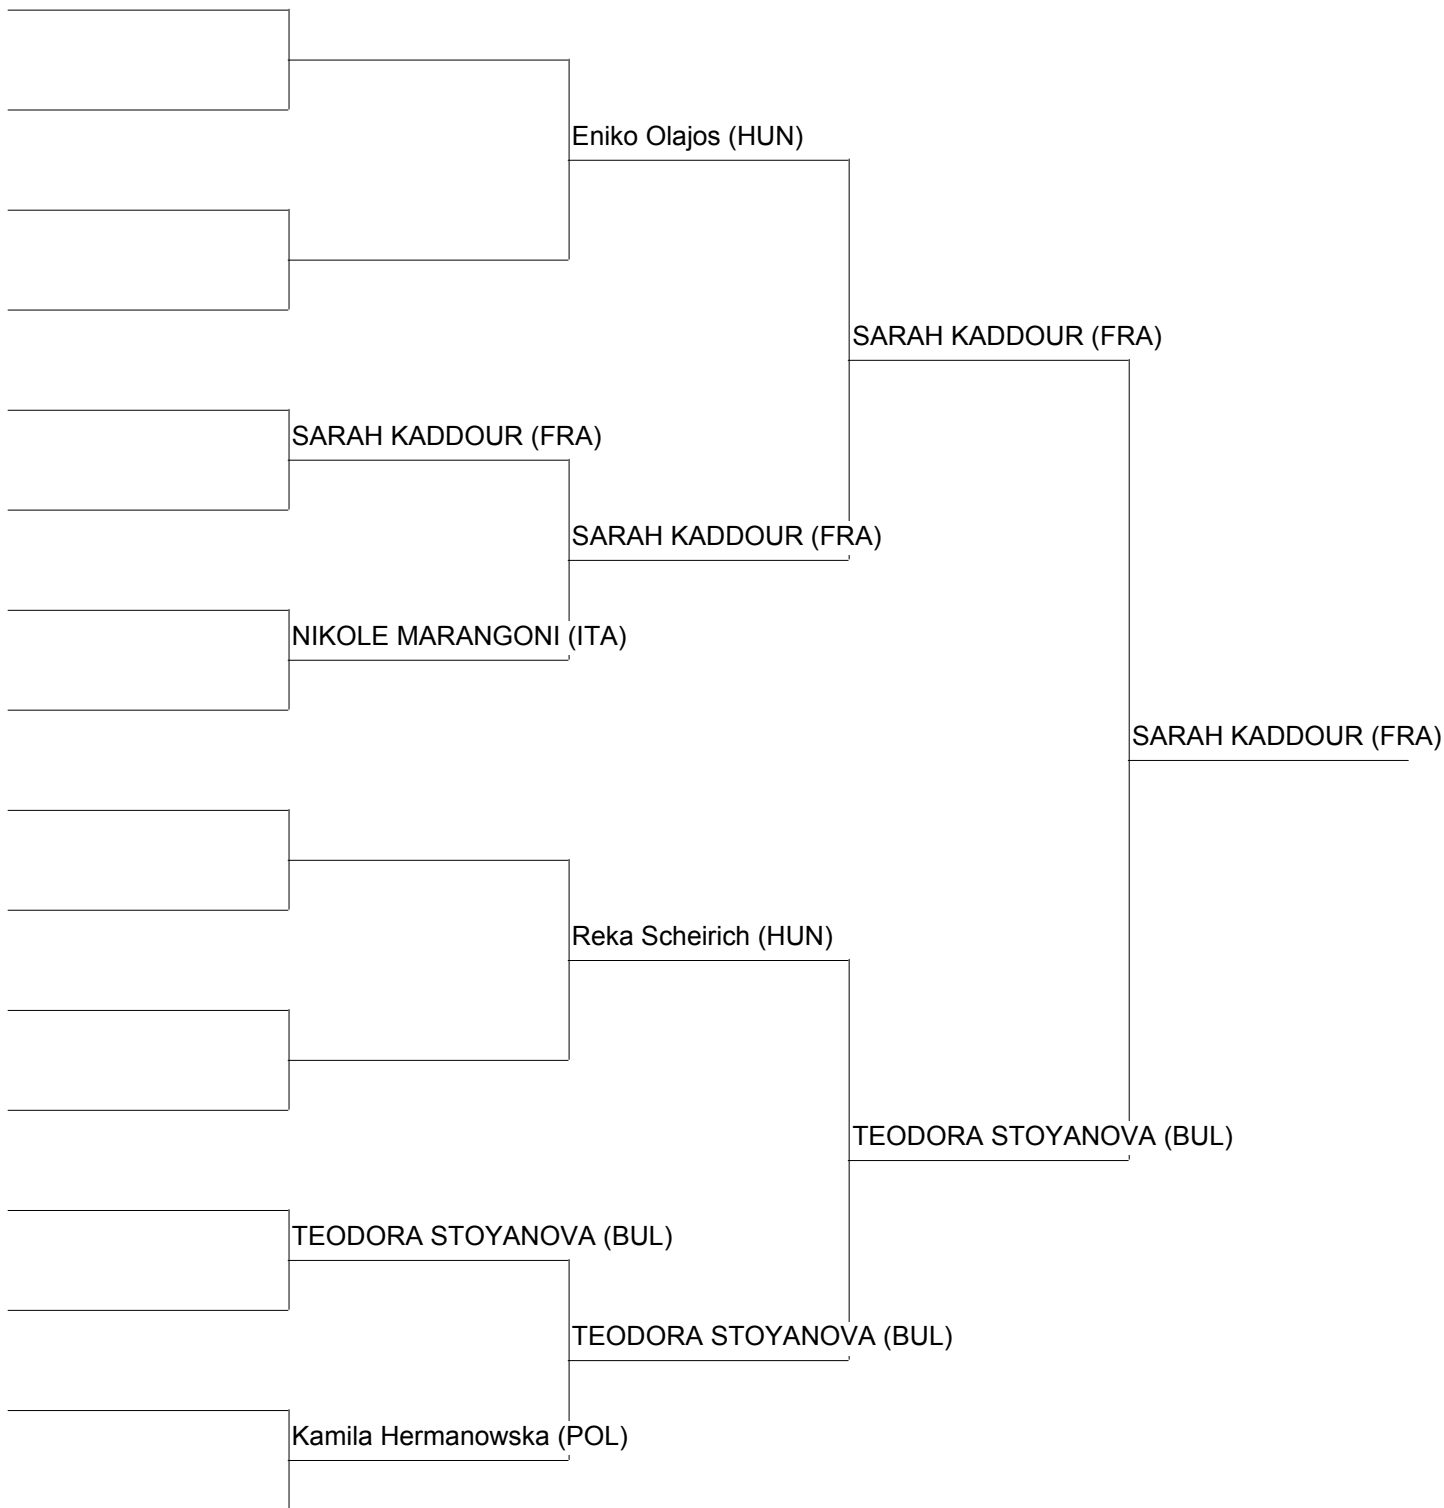 Eniko Olajos (HUN)
SARAH KADDOUR (FRA)
SARAH KADDOUR (FRA)
SARAH KADDOUR (FRA)
NIKOLE MARANGONI (ITA)
SARAH KADDOUR (FRA)
Reka Scheirich (HUN)
TEODORA STOYANOVA (BUL)
TEODORA STOYANOVA (BUL)
TEODORA STOYANOVA (BUL)
Kamila Hermanowska (POL)